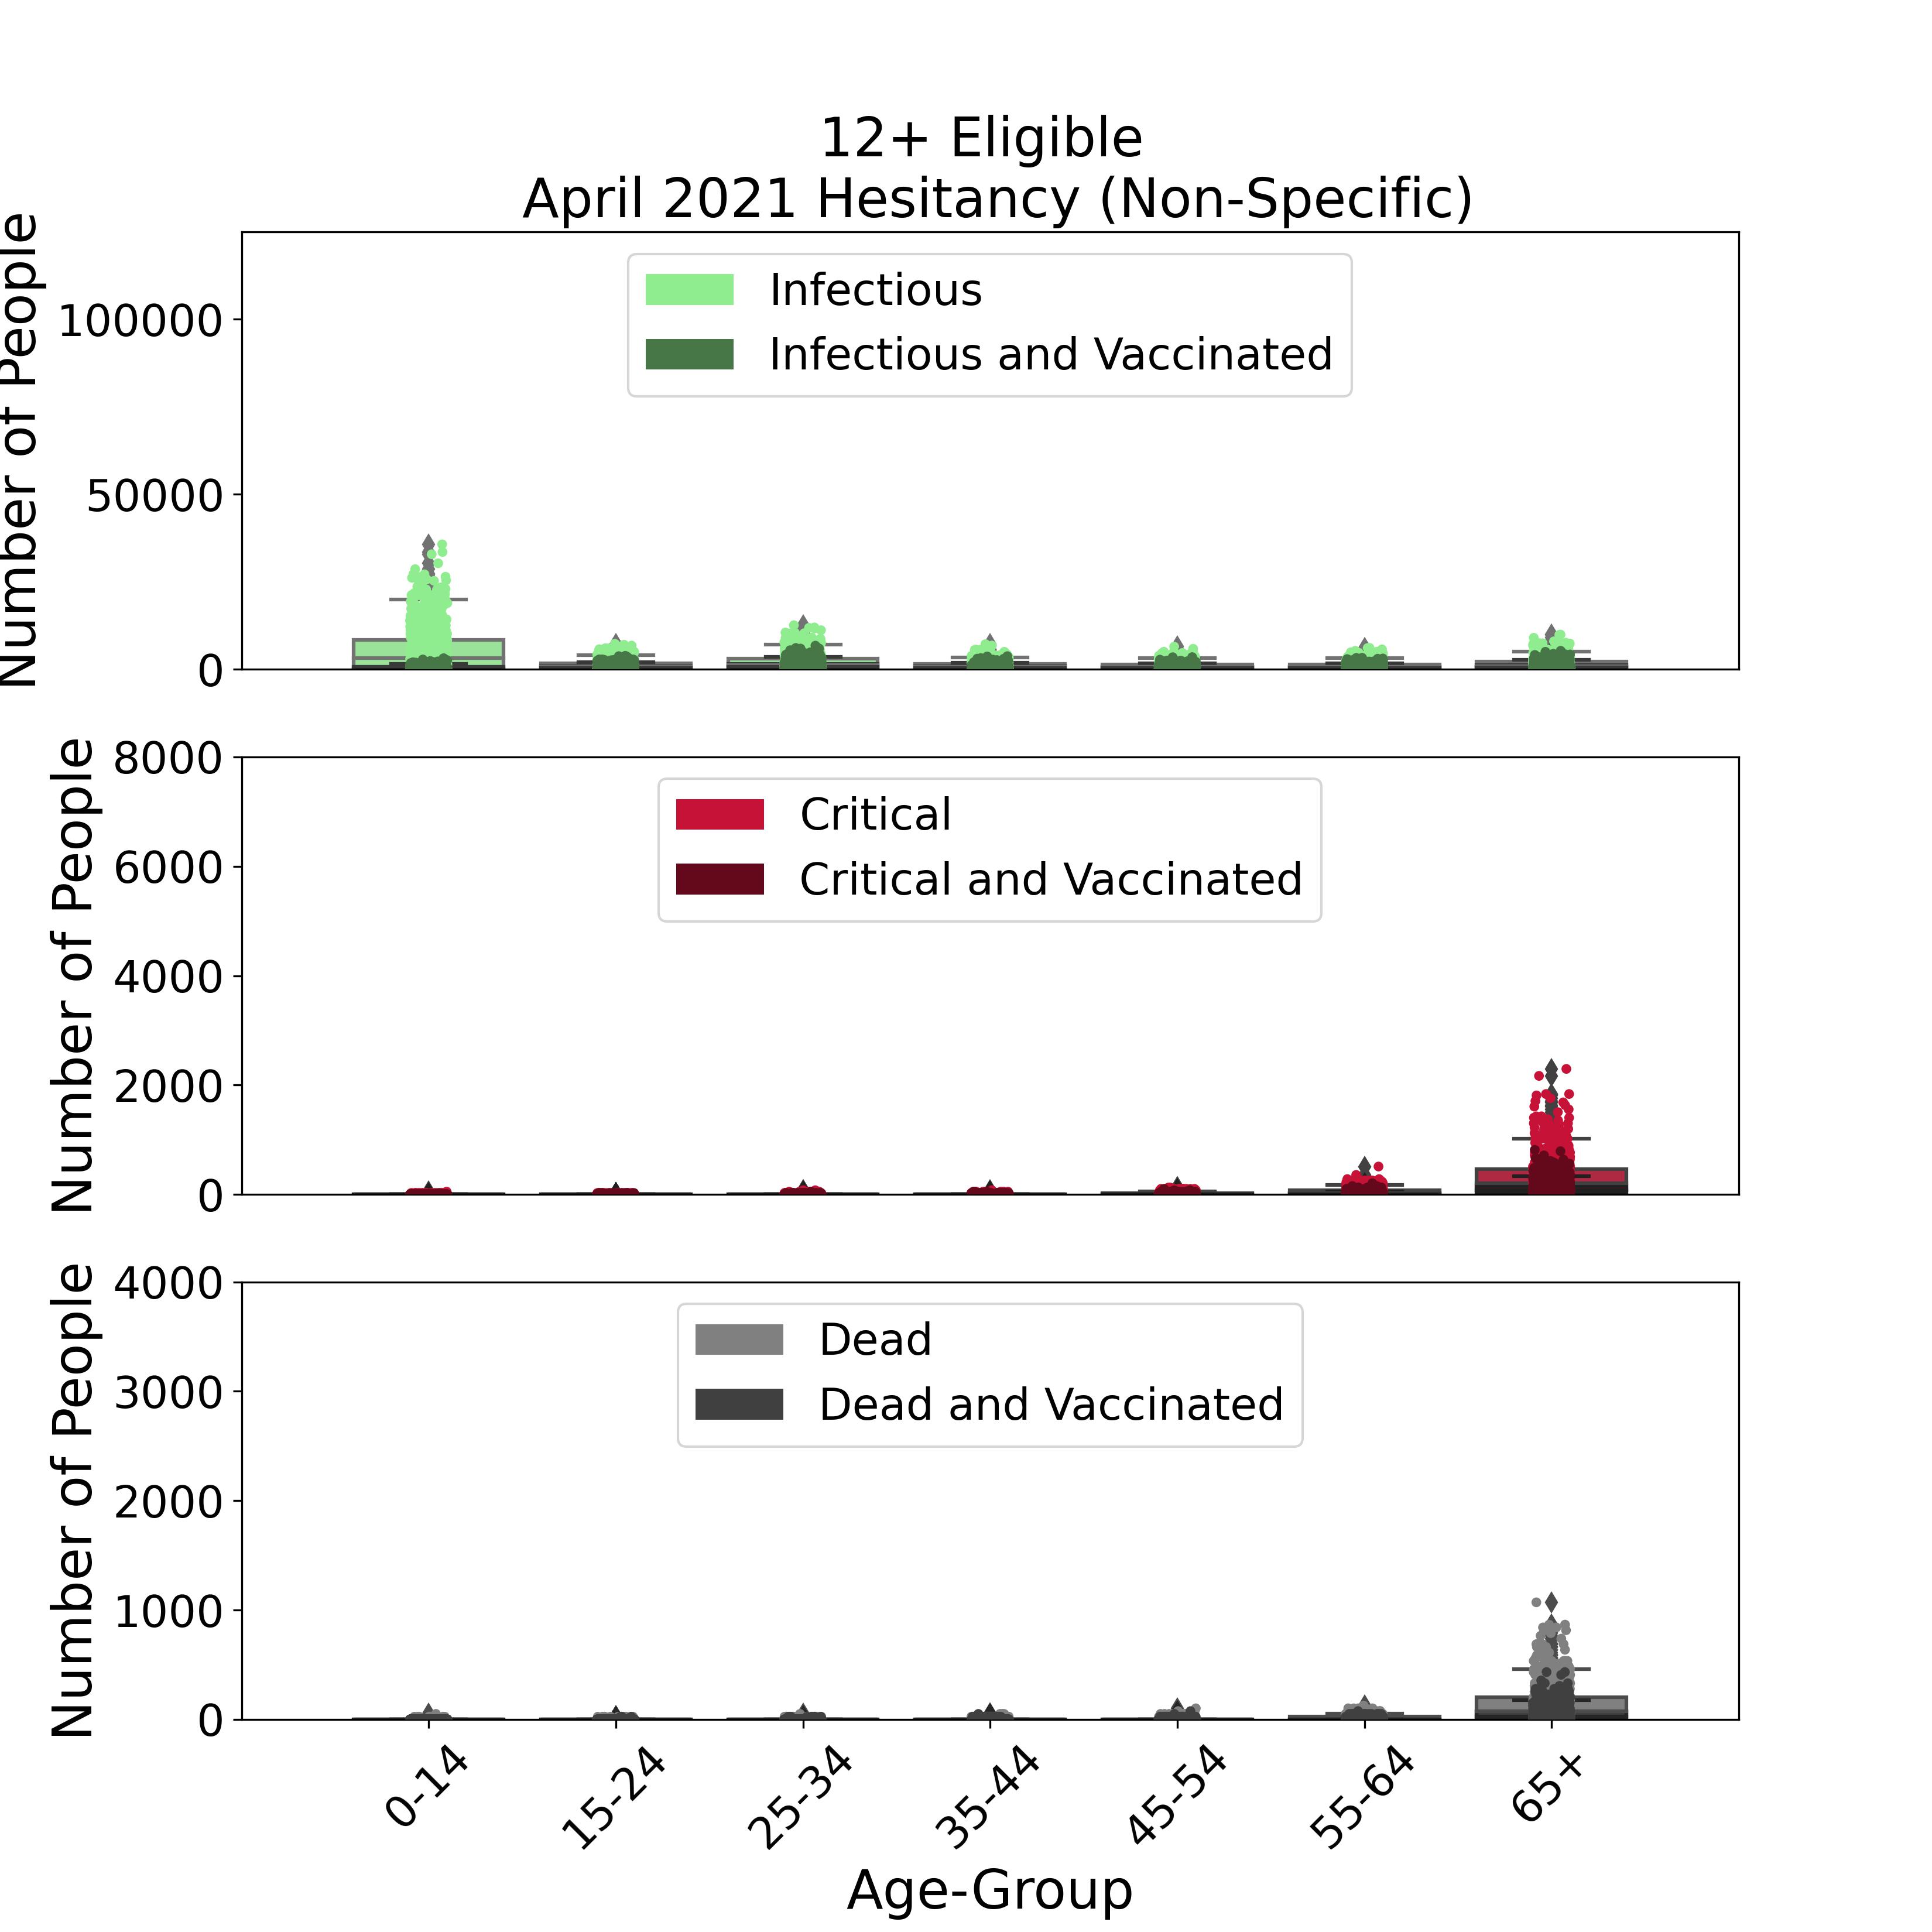 12+ Eligible
April 2021 Hesitancy (Non-Specific)
Number of People
100000
50000
0
Infectious
Infectious and Vaccinated
Number of People
8000
6000
4000
2000
0
Critical
Critical and Vaccinated
Number of People
4000
3000
2000
1000
0
Dead
Dead and Vaccinated
0-14
15-24
25-34
35-44
45-54
55-64
65+
Age-Group